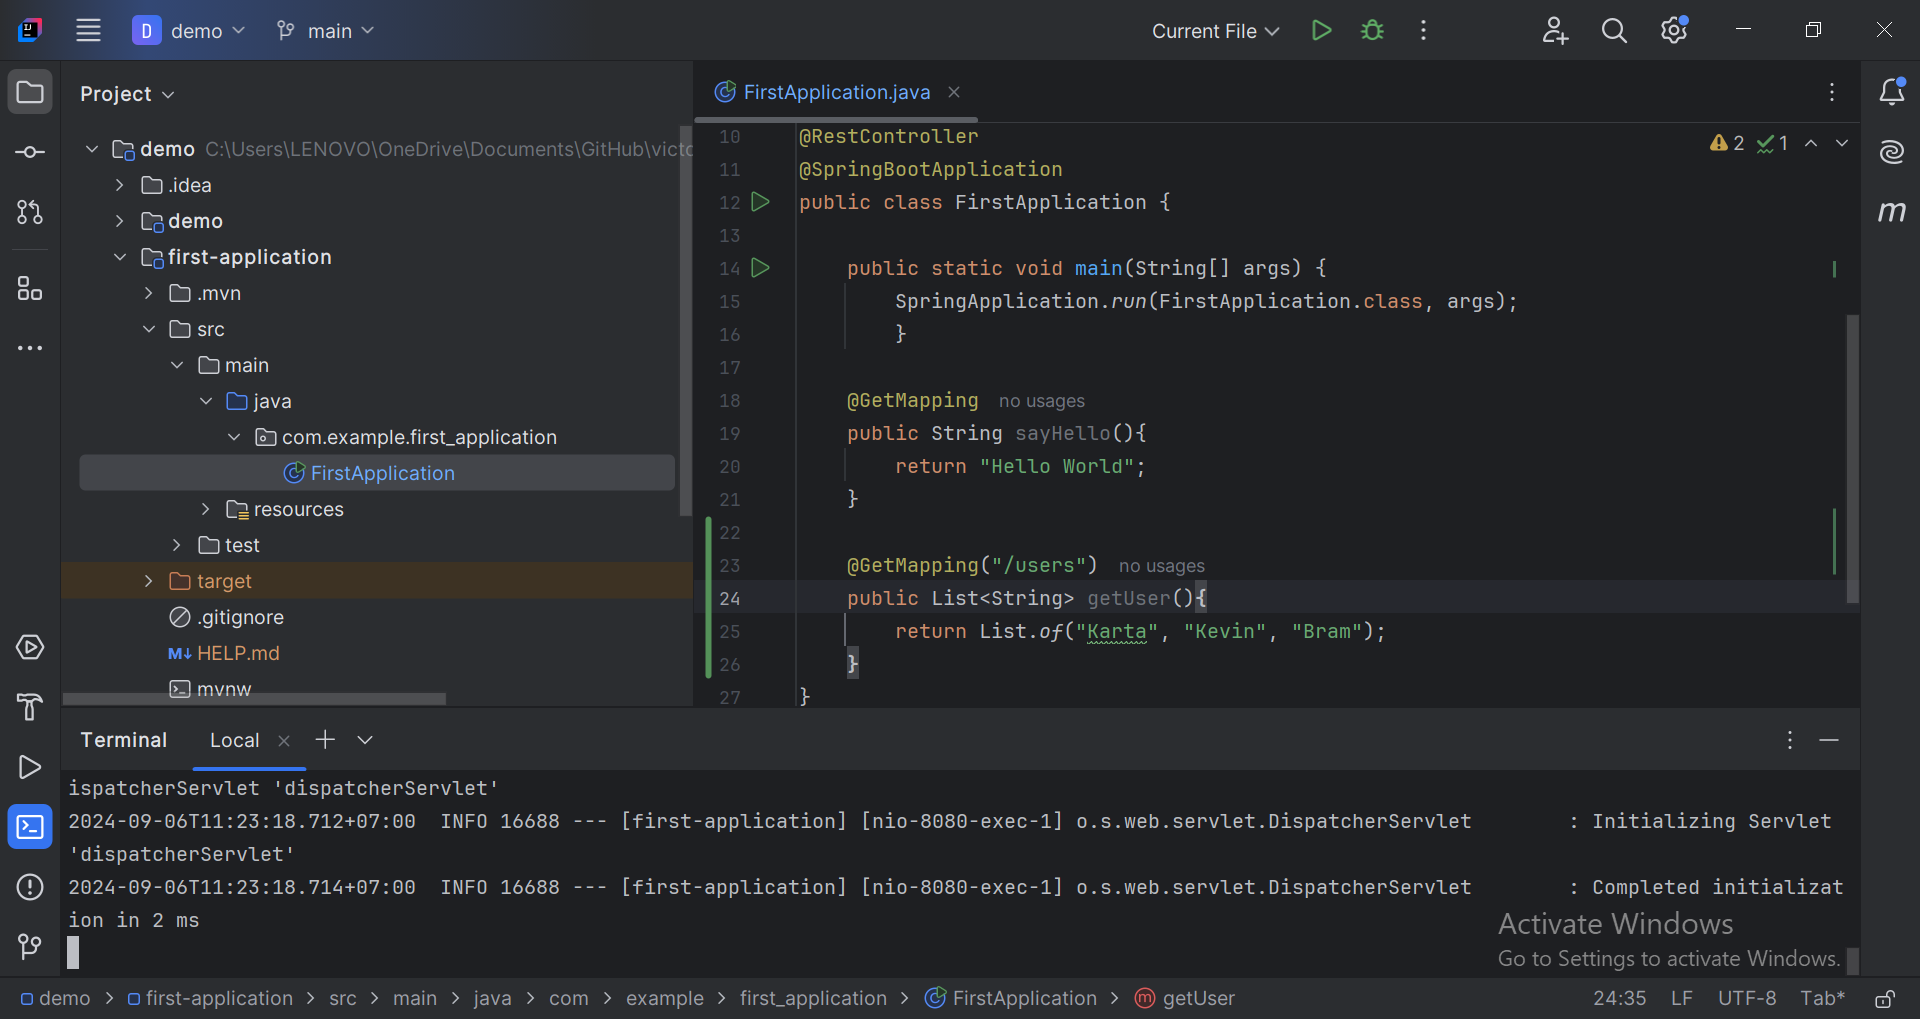 D demo main Current File
Project
FirstApplication.java
demo C:\Users\LENOVO\OneDrive\Documents\GitHub\victo
.idea
demo
first-application
.mvn
src
main
java
com.example.first_application
FirstApplication
resources
test
target
.gitignore
M↓ HELP.md
mvnw
2 1
10 @RestController
11 @SpringBootApplication
12 public class FirstApplication {
13
14 public static void main(String[] args) {
15 SpringApplication.run(FirstApplication.class, args);
16 }
17
18 @GetMapping no usages
19 public String sayHello(){
20 return "Hello World";
21 }
22
23 @GetMapping("/users") no usages
24 public List<String> getUser(){
25 return List.of("Karta", "Kevin", "Bram");
26 }
27 }
m
Terminal Local
ispatcherServlet 'dispatcherServlet'
2024-09-06T11:23:18.712+07:00 INFO 16688 --- [first-application] [nio-8080-exec-1] o.s.web.servlet.DispatcherServlet : Initializing Servlet
'dispatcherServlet'
2024-09-06T11:23:18.714+07:00 INFO 16688 --- [first-application] [nio-8080-exec-1] o.s.web.servlet.DispatcherServlet : Completed initializat
ion in 2 ms
Activate Windows
Go to Settings to activate Windows.
demo > first-application > src > main > java > com > example > first_application > FirstApplication > getUser 24:35 LF UTF-8 Tab*